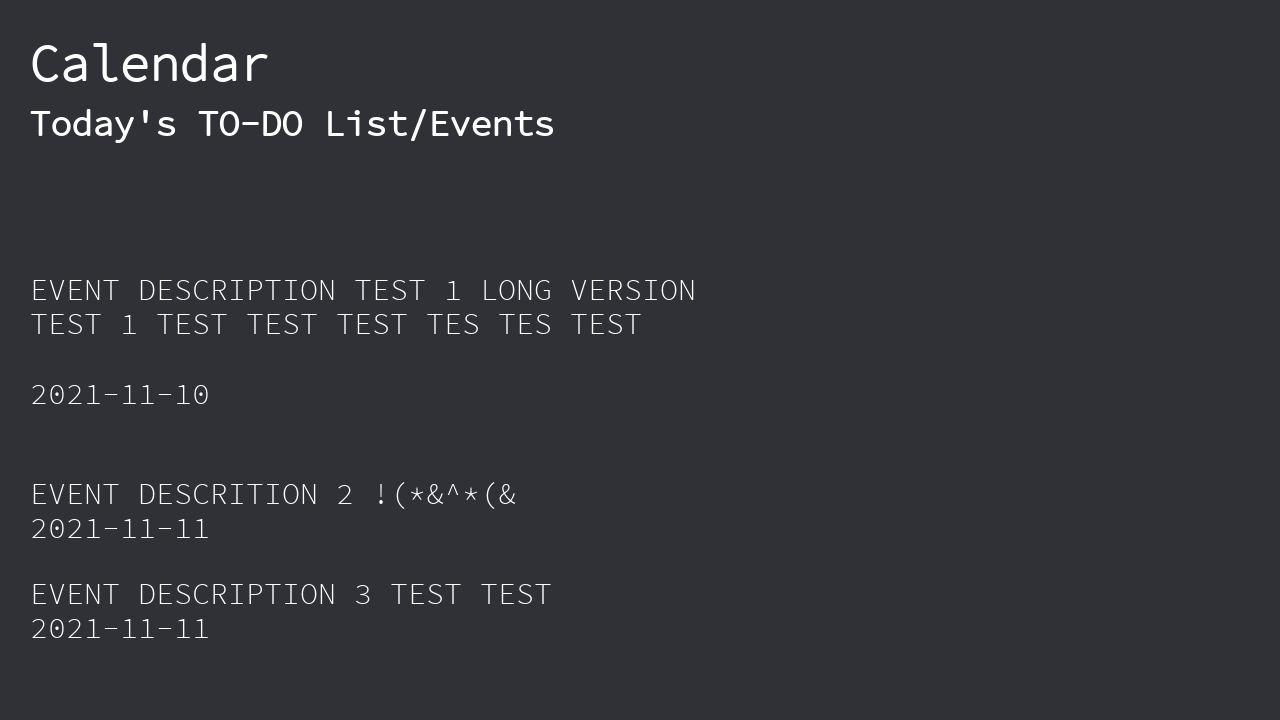 Calendar
Today's TO-DO List/Events
EVENT DESCRIPTION TEST 1 LONG VERSION
TEST 1 TEST TEST TEST TES TES TEST
2021-11-10
EVENT DESCRITION 2 !(*&^*(&
2021-11-11
EVENT DESCRIPTION 3 TEST TEST
2021-11-11